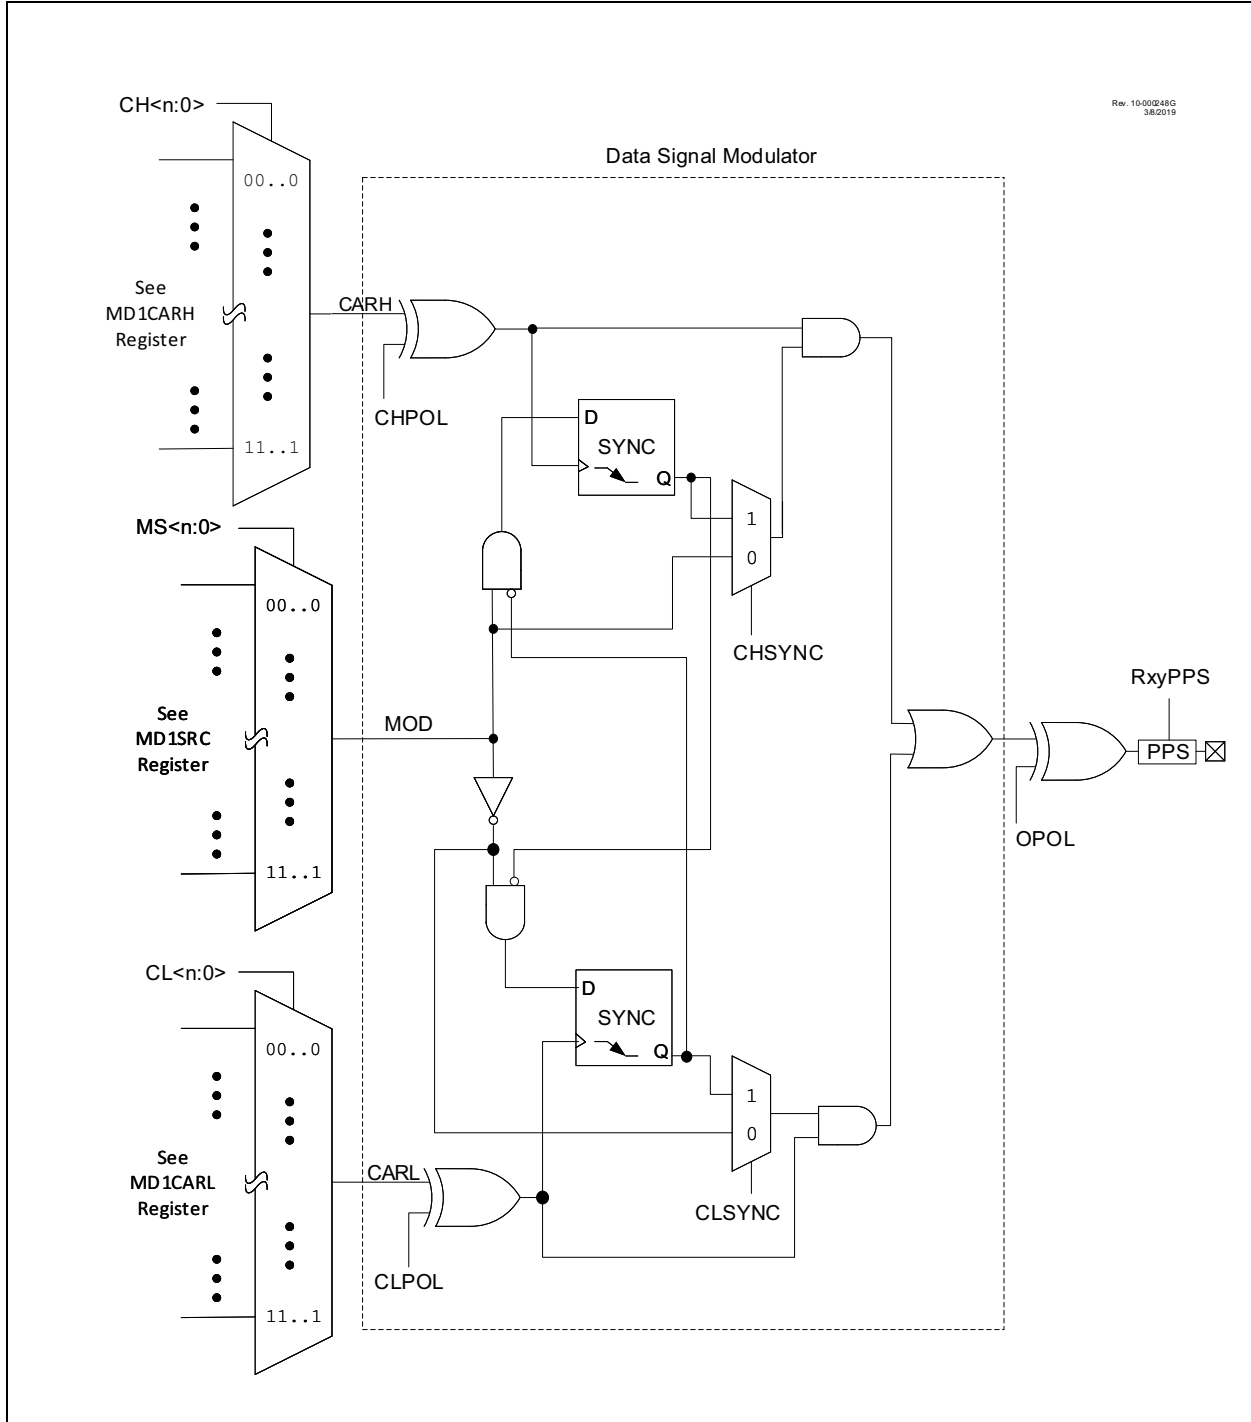 Rev. 10-000248G
3/8/2019
CH<n:0>
Data Signal Modulator
00..0
See
MD1CARH
Register
CARH
CHPOL
11..1
D
SYNC
Q
1
0
CHSYNC
MS<n:0>
00..0
See
MD1SRC
Register
MOD
11..1
RxyPPS
PPS
OPOL
CL<n:0>
00..0
See
MD1CARL
Register
CARL
CLPOL
11..1
D
SYNC
Q
1
0
CLSYNC